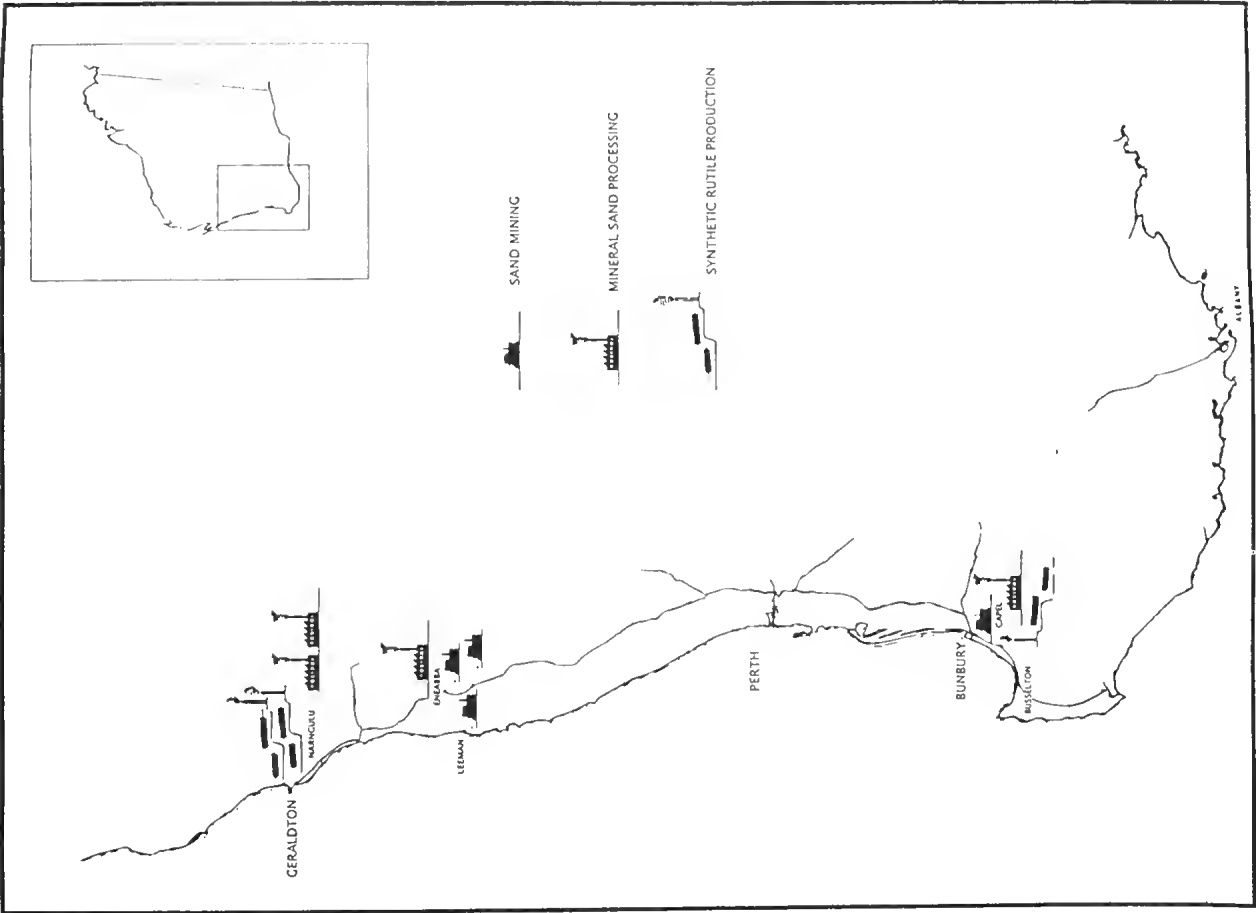 SAND MINING
MINERAL SAND PROCESSING
SYNTHETIC RUTILE PRODUCTION
GERALDTON
NARNGULU
ENEABBA
LEEMAN
PERTH
BUNBURY
CAPEL
BUSSELTON
ALBANY